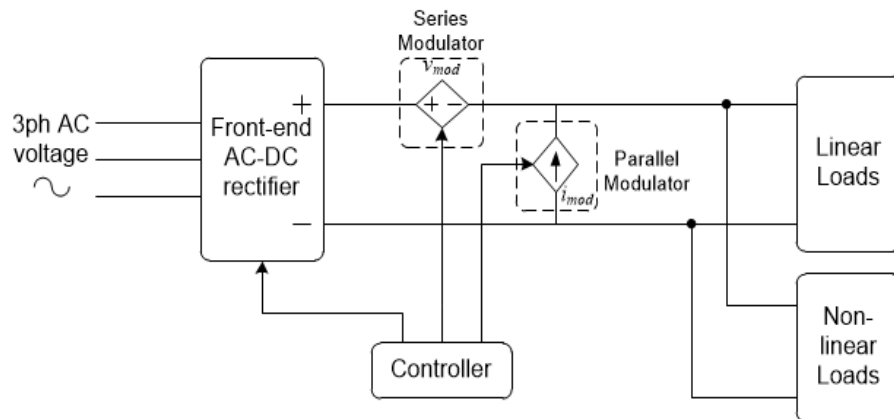 Series
Modulator
v_mod
+ −
3ph AC
voltage
Front-end
AC-DC
rectifier
+
−
Parallel
Modulator
i_mod
Linear
Loads
Non-
linear
Loads
Controller